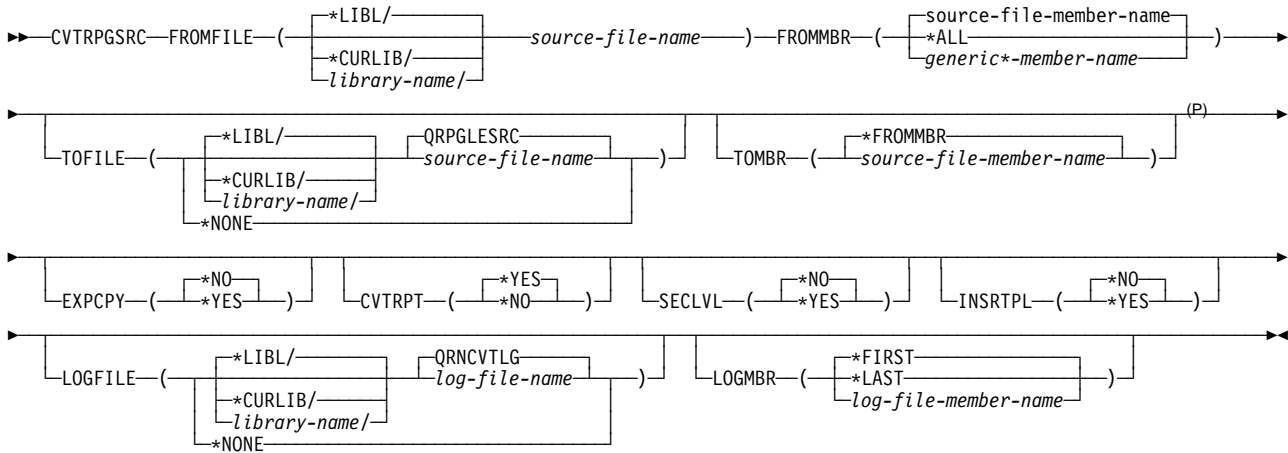 *LIBL/ source-file-member-name
CVTRPGSRC FROMFILE ( source-file-name ) FROMMBR ( *ALL )
*CURLIB/ generic*-member-name
library-name/
(P)
*LIBL/ QRPGLESRC *FROMMBR
TOFILE ( source-file-name ) TOMBR ( source-file-member-name )
*CURLIB/
library-name/
*NONE
*NO *YES *NO *NO
EXPCPY ( *YES ) CVTRPT ( *NO ) SECLVL ( *YES ) INSRTPL ( *YES )
*LIBL/ QRNCVTLG *FIRST
LOGFILE ( log-file-name ) LOGMBR ( *LAST )
*CURLIB/ log-file-member-name
library-name/
*NONE